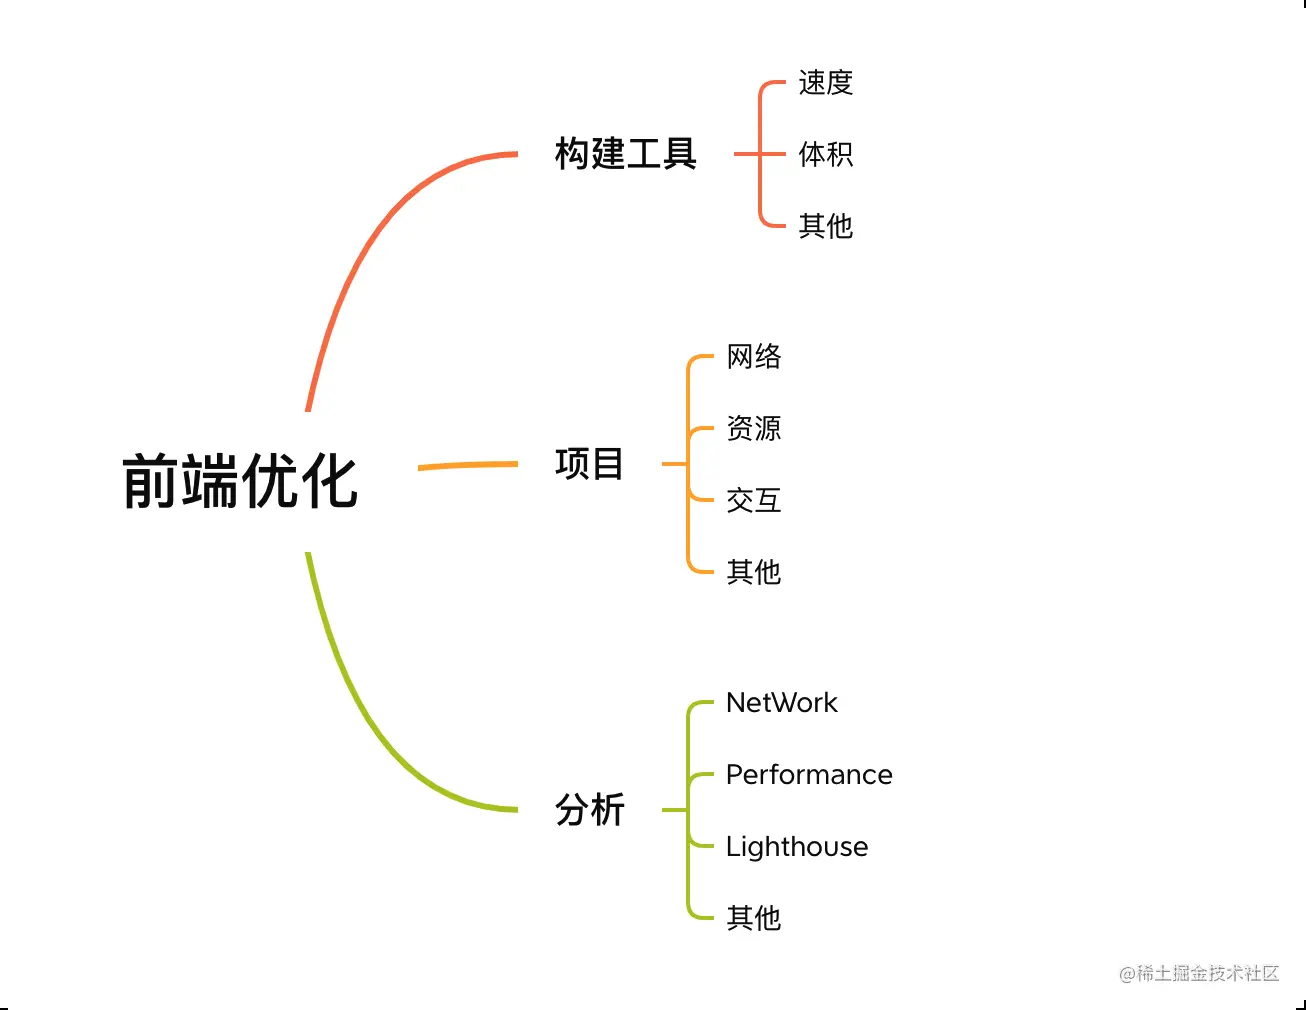 前端优化
构建工具
速度
体积
其他
项目
网络
资源
交互
其他
分析
NetWork
Performance
Lighthouse
其他
@稀土掘金技术社区